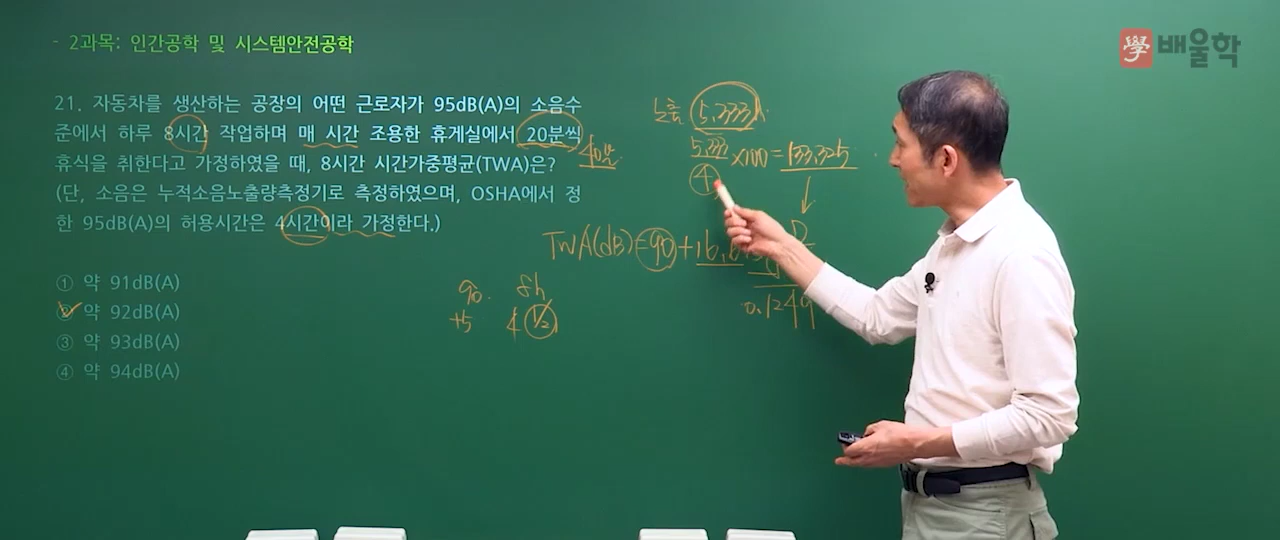 - 2과목: 인간공학 및 시스템안전공학
學 배울학
21. 자동차를 생산하는 공장의 어떤 근로자가 95dB(A)의 소음수
준에서 하루 8시간 작업하며 매 시간 조용한 휴게실에서 20분씩
휴식을 취한다고 가정하였을 때, 8시간 시간가중평균(TWA)은?
(단, 소음은 누적소음노출량측정기로 측정하였으며, OSHA에서 정
한 95dB(A)의 허용시간은 4시간이라 가정한다.)
① 약 91dB(A)
② 약 92dB(A)
③ 약 93dB(A)
④ 약 94dB(A)
40분
노출 5.333h
5.33
×100 = 133.325
4
TWA(dB) = 90 + 16.6
D
0.1249
90. 8h
+5 4 1/2